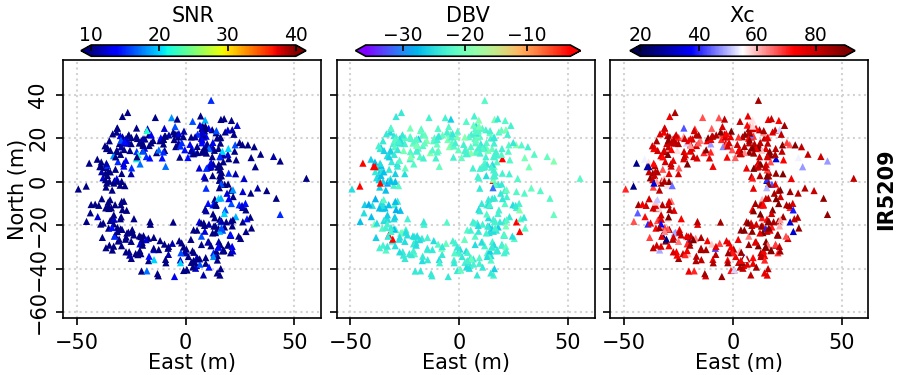 SNR DBV Xc
10 20 30 40 −30 −20 −10 20 40 60 80
North (m)
40
20
0
−20
−40
−60
−50 0 50 −50 0 50 −50 0 50
East (m) East (m) East (m)
IR5209